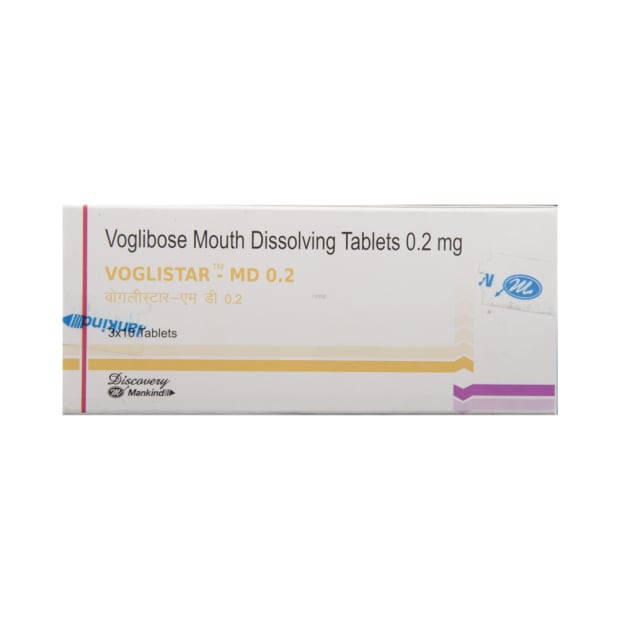 Voglibose Mouth Dissolving Tablets 0.2 mg
VOGLISTAR™- MD 0.2
वोगलीस्टार-एम डी 0.2
3x10 Tablets
Discovery
M Mankind
Mankind
M